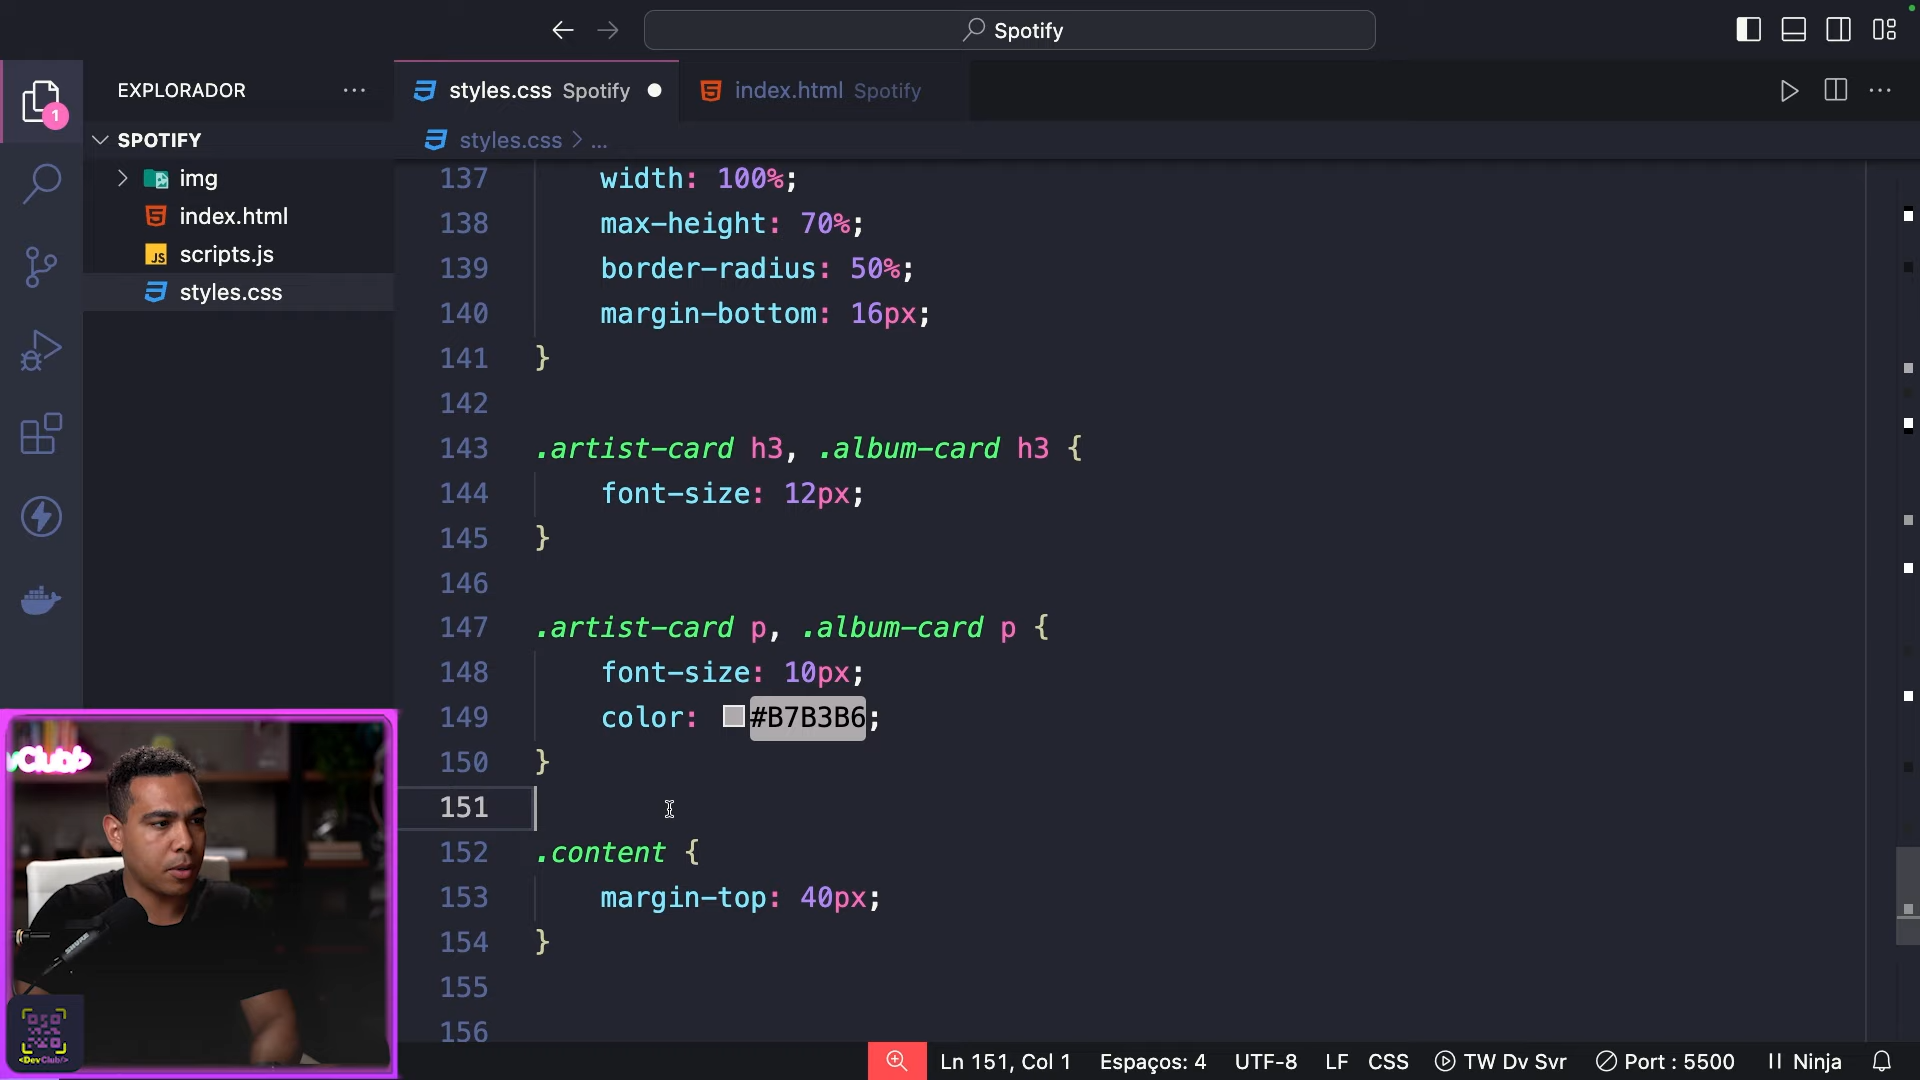 Spotify
EXPLORADOR
styles.css Spotify
index.html Spotify
1
SPOTIFY
styles.css > ...
img
index.html
JS scripts.js
styles.css
137 width: 100%;
138 max-height: 70%;
139 border-radius: 50%;
140 margin-bottom: 16px;
141 }
142
143 .artist-card h3, .album-card h3 {
144 font-size: 12px;
145 }
146
147 .artist-card p, .album-card p {
148 font-size: 10px;
149 color: #B7B3B6;
150 }
151
152 .content {
153 margin-top: 40px;
154 }
155
156
vClub
<DevClub/>
Ln 151, Col 1 Espaços: 4 UTF-8 LF CSS TW Dv Svr Port : 5500 Ninja